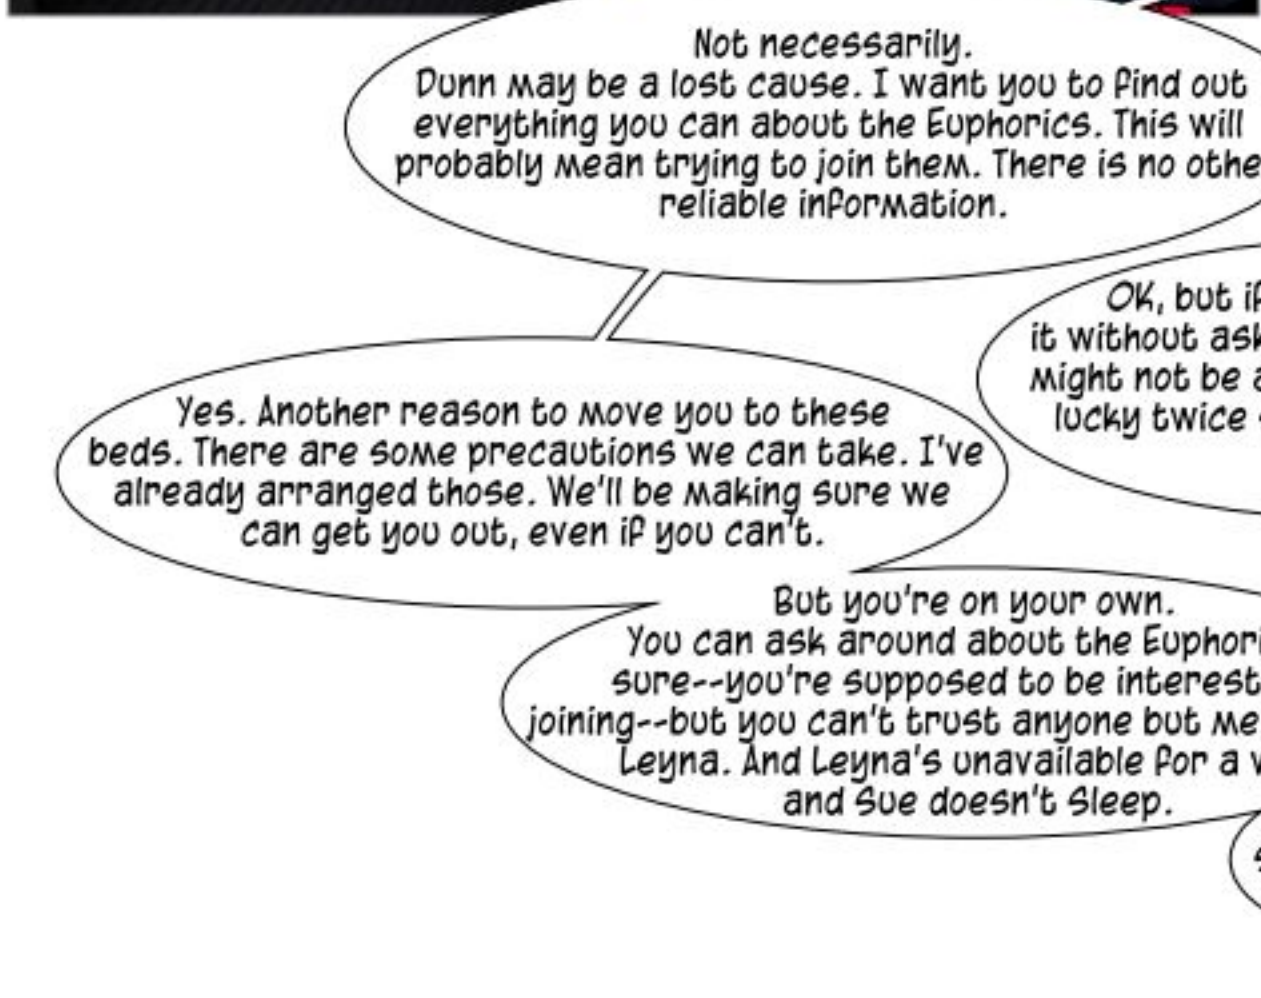 Not necessarily.
Dunn may be a lost cause. I want you to find out
everything you can about the Euphorics. This will
probably mean trying to join them. There is no othe
reliable information.
OK, but if
it without ask
might not be a
lucky twice
Yes. Another reason to move you to these
beds. There are some precautions we can take. I've
already arranged those. We'll be making sure we
can get you out, even if you can't.
But you're on your own.
You can ask around about the Euphori
sure--you're supposed to be interest
joining--but you can't trust anyone but me
Leyna. And Leyna's unavailable for a
and Sue doesn't Sleep.